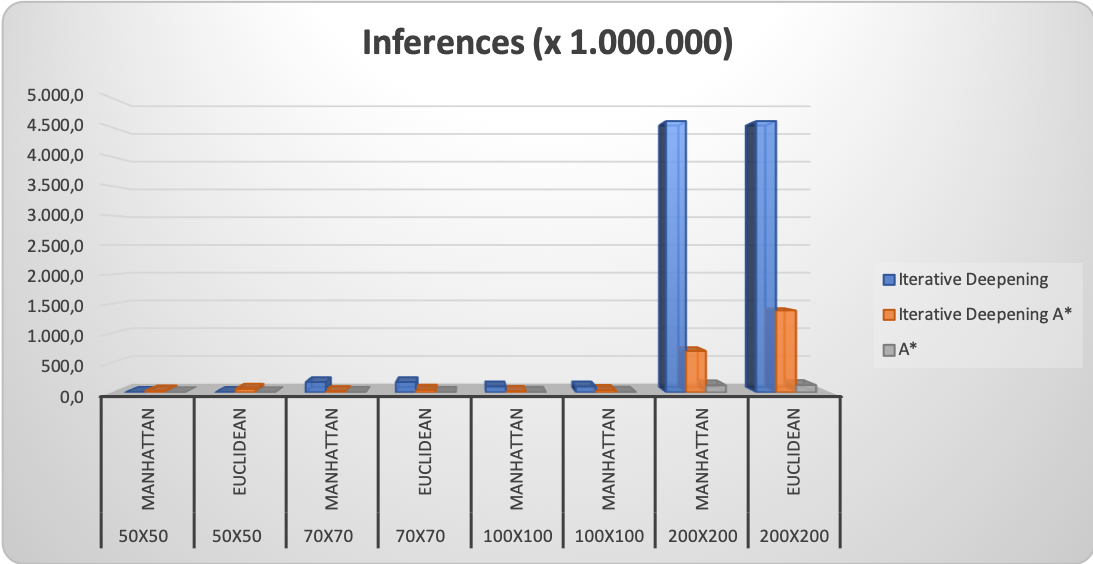 Inferences (x 1.000.000)
5.000,0
4.500,0
4.000,0
3.500,0
3.000,0
2.500,0
2.000,0
1.500,0
1.000,0
500,0
0,0
MANHATTAN
EUCLIDEAN
MANHATTAN
EUCLIDEAN
MANHATTAN
MANHATTAN
MANHATTAN
EUCLIDEAN
50X50
50X50
70X70
70X70
100X100
100X100
200X200
200X200
Iterative Deepening
Iterative Deepening A*
A*